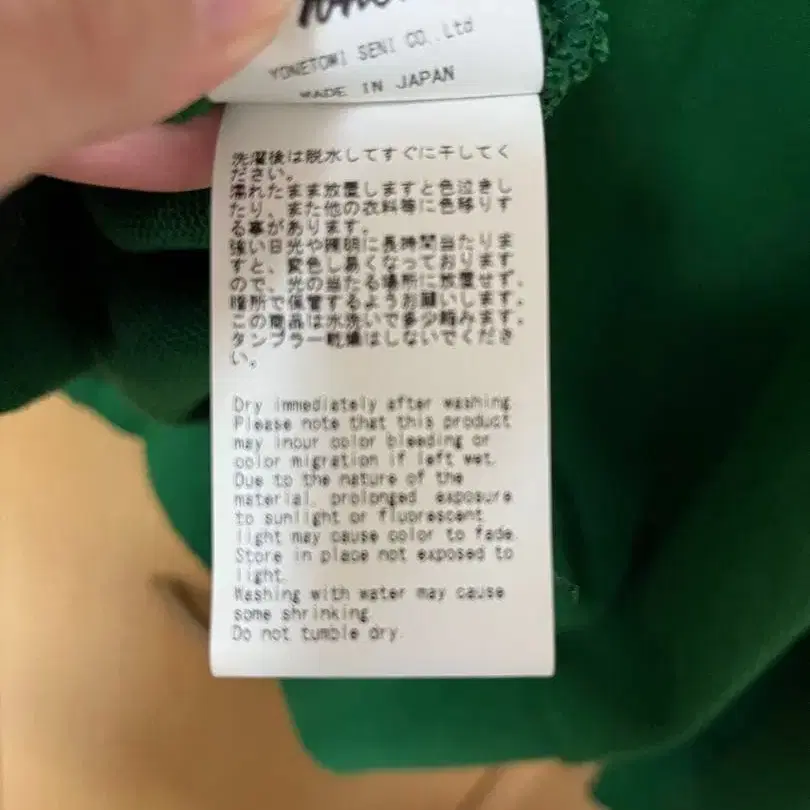 YONETOMI SENI CO.,Ltd
MADE IN JAPAN
洗濯後は脱水してすぐに干してく
ださい。
濡れたまま放置しますと色泣きし
たり、また他の衣料等に色移りす
る事があります。
強い日光や照明に長時間当たりま
すと、変色し易くなっております
ので、光の当たる場所に放置せず、
暗所で保管するようお願いします。
この商品は水洗いで多少縮みます。
タンブラー乾燥はしないでくださ
い。
Dry immediately after washing.
Please note that this product
may incur color bleeding or
color migration if left wet.
Due to the nature of the
material, prolonged exposure
to sunlight or fluorescent
light may cause color to fade.
Store in place not exposed to
light.
Washing with water may cause
some shrinking.
Do not tumble dry.